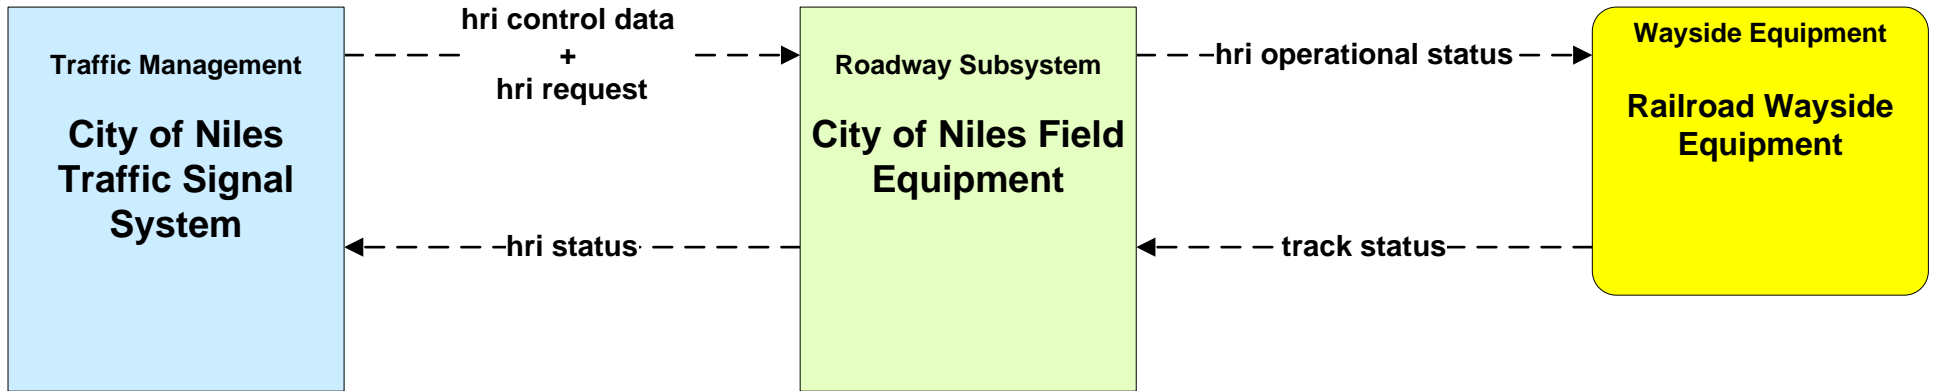 Traffic Management
City of Niles
Traffic Signal
System
hri control data
+
hri request
hri status
Roadway Subsystem
City of Niles Field
Equipment
hri operational status
track status
Wayside Equipment
Railroad Wayside
Equipment